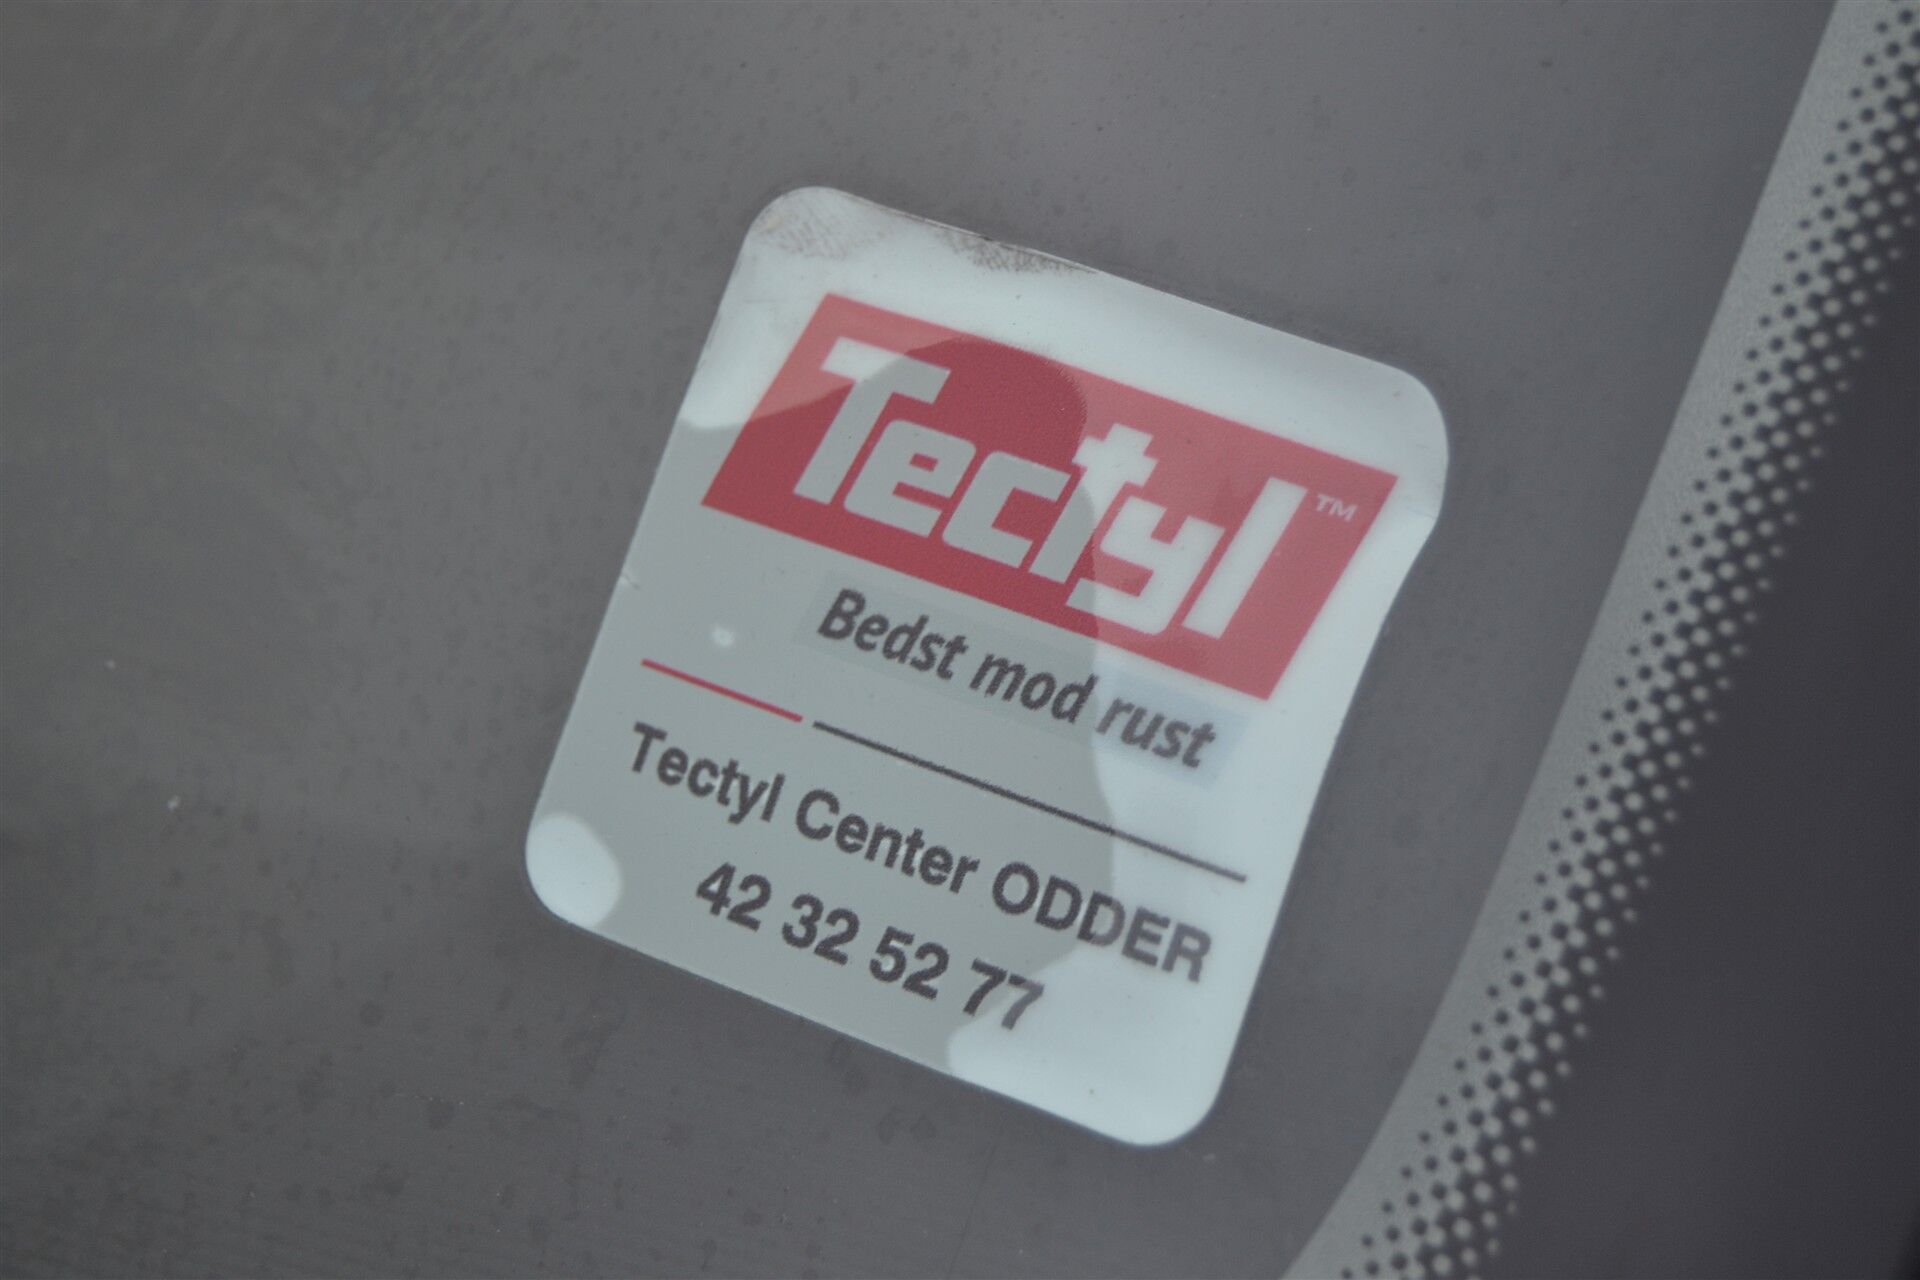 Tectyl™
Bedst mod rust
Tectyl Center ODDER
42 32 52 77